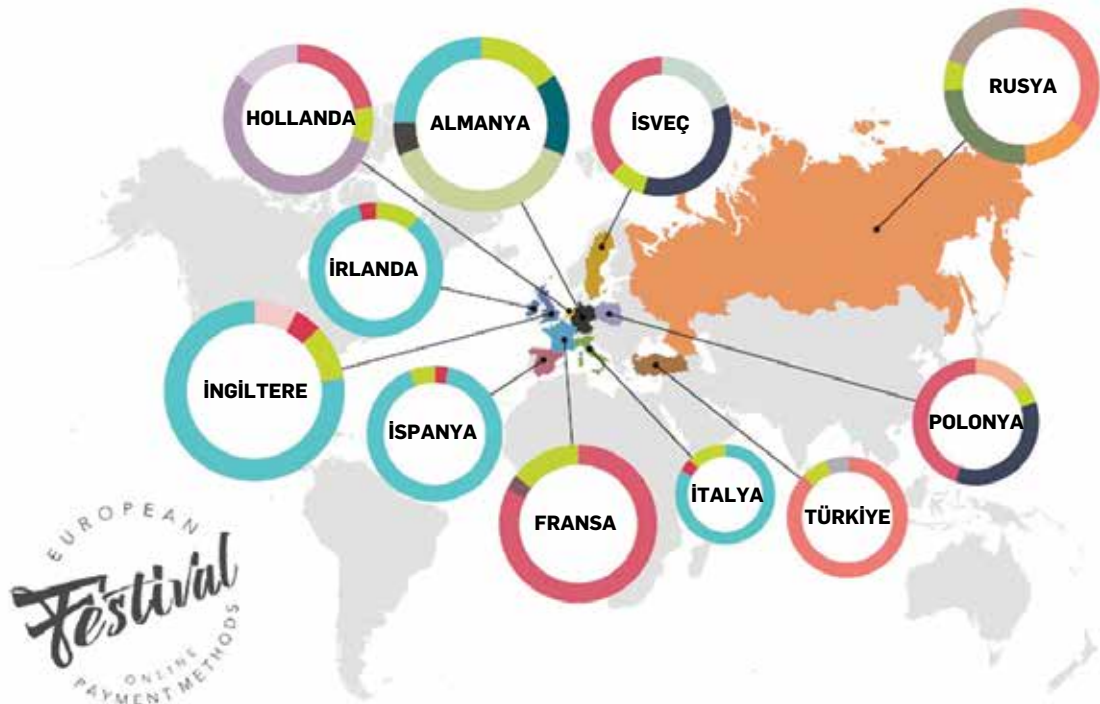 HOLLANDA
ALMANYA
İSVEÇ
RUSYA
İRLANDA
İNGİLTERE
İSPANYA
FRANSA
İTALYA
TÜRKİYE
POLONYA
EUROPEAN
Festival
ONLINE
PAYMENT METHODS